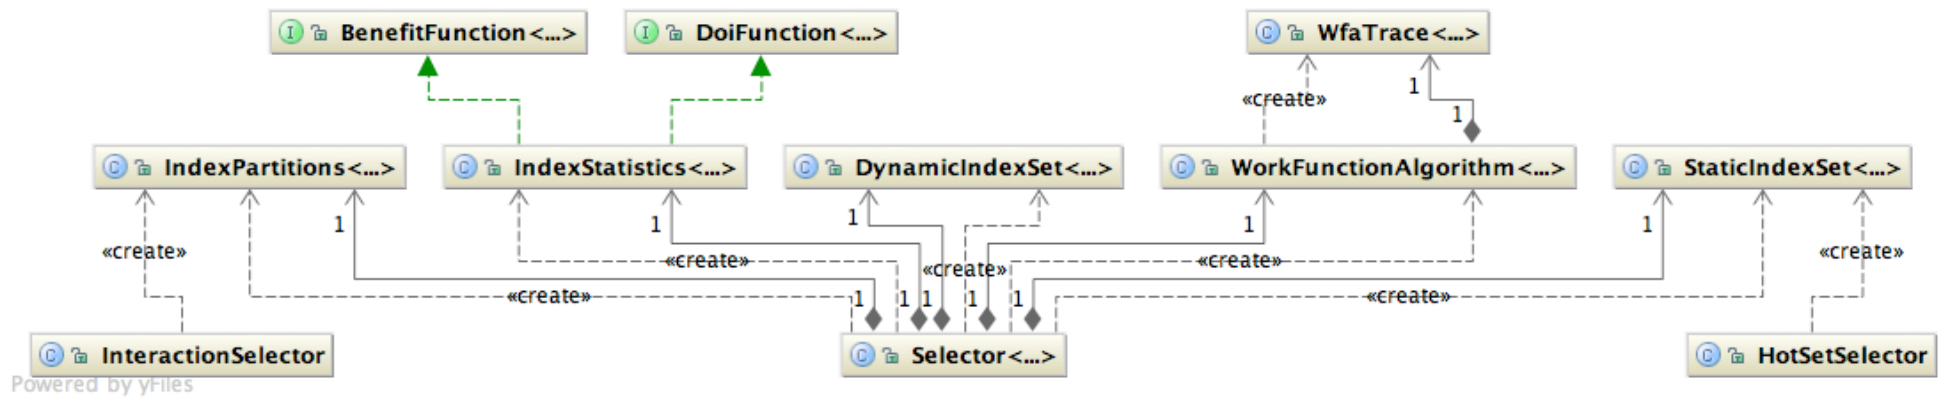 I BenefitFunction<...>
I DoiFunction<...>
C WfaTrace<...>
1
«create»
1
C IndexPartitions<...>
C IndexStatistics<...>
C DynamicIndexSet<...>
C WorkFunctionAlgorithm<...>
C StaticIndexSet<...>
1
1
1
1
1
«create»
«create»
«create»
«create»
«create»
«create»
«create»
1
1
1
1
1
C InteractionSelector
C Selector<...>
C HotSetSelector
Powered by yFiles